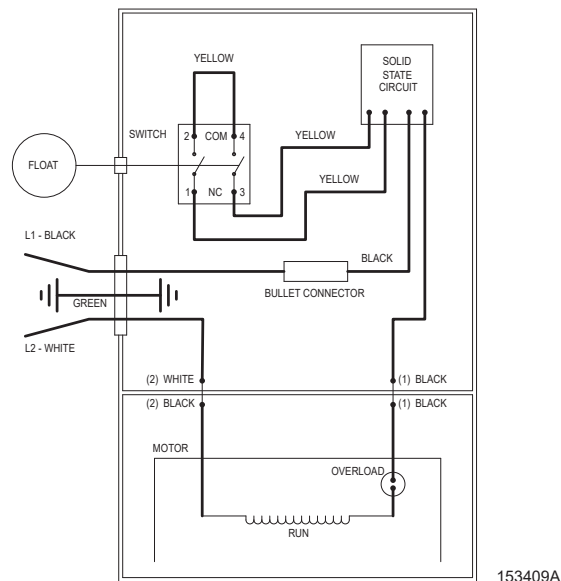 YELLOW
SOLID
STATE
CIRCUIT
SWITCH
2 COM 4
YELLOW
FLOAT
YELLOW
1 NC 3
L1 - BLACK
BLACK
BULLET CONNECTOR
GREEN
L2 - WHITE
(2) WHITE
(1) BLACK
(2) BLACK
(1) BLACK
MOTOR
OVERLOAD
RUN
153409A